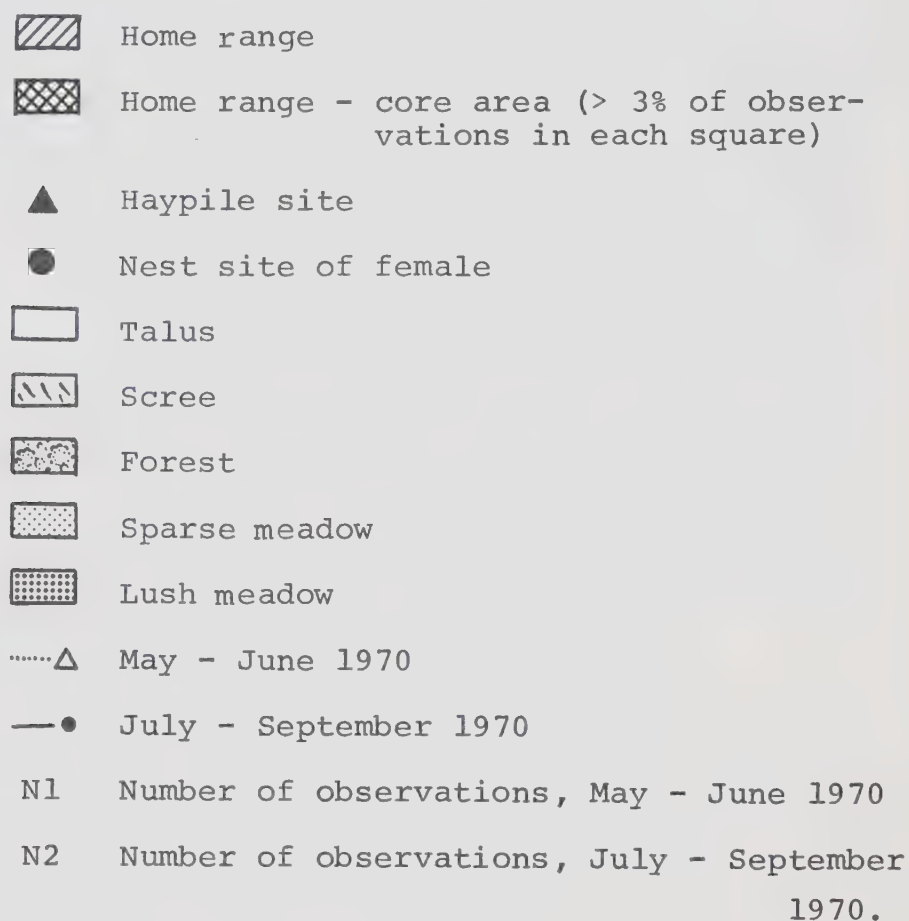 Home range
Home range - core area (> 3% of obser-
vations in each square)
Haypile site
Nest site of female
Talus
Scree
Forest
Sparse meadow
Lush meadow
May - June 1970
July - September 1970
N1 Number of observations, May - June 1970
N2 Number of observations, July - September
1970.